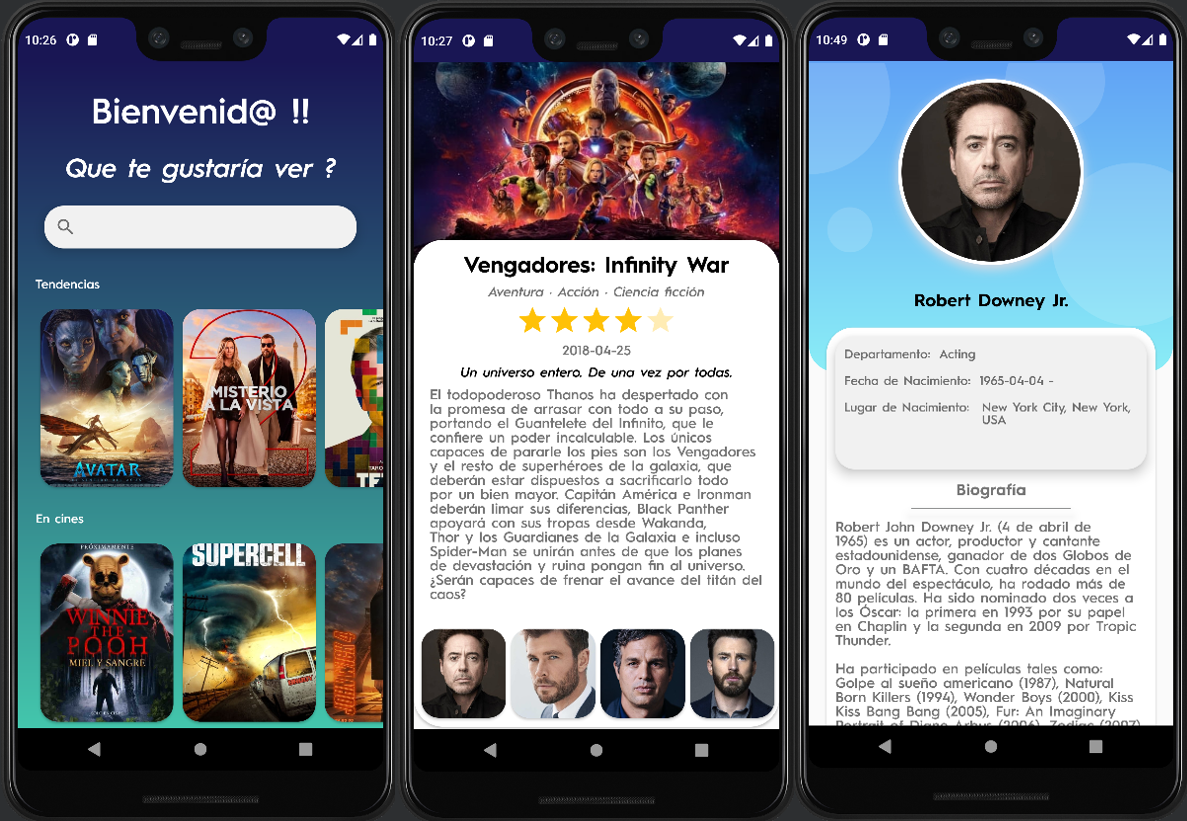 10:26
Bienvenid@ !!
Que te gustaría ver ?
Tendencias
AVATAR
2
MISTERIO
A LA VISTA
En cines
PRÓXIMAMENTE
WINNIE
THE
POOH
MIEL Y SANGRE
SUPERCELL
10:27
Vengadores: Infinity War
Aventura · Acción · Ciencia ficción
2018-04-25
Un universo entero. De una vez por todas.
El todopoderoso Thanos ha despertado con
la promesa de arrasar con todo a su paso,
portando el Guantelete del Infinito, que le
confiere un poder incalculable. Los únicos
capaces de pararle los pies son los Vengadores
y el resto de superhéroes de la galaxia, que
deberán estar dispuestos a sacrificarlo todo
por un bien mayor. Capitán América e Ironman
deberán limar sus diferencias, Black Panther
apoyará con sus tropas desde Wakanda,
Thor y los Guardianes de la Galaxia e incluso
Spider-Man se unirán antes de que los planes
de devastación y ruina pongan fin al universo.
¿Serán capaces de frenar el avance del titán del
caos?
10:49
Robert Downey Jr.
Departamento: Acting
Fecha de Nacimiento: 1965-04-04 -
Lugar de Nacimiento: New York City, New York,
USA
Biografía
Robert John Downey Jr. (4 de abril de
1965) es un actor, productor y cantante
estadounidense, ganador de dos Globos de
Oro y un BAFTA. Con cuatro décadas en el
mundo del espectáculo, ha rodado más de
80 películas. Ha sido nominado dos veces a
los Óscar: la primera en 1993 por su papel
en Chaplin y la segunda en 2009 por Tropic
Thunder.
Ha participado en películas tales como:
Golpe al sueño americano (1987), Natural
Born Killers (1994), Wonder Boys (2000), Kiss
Kiss Bang Bang (2005), Fur: An Imaginary
Portrait of Diane Arbus (2006), Zodiac (2007)